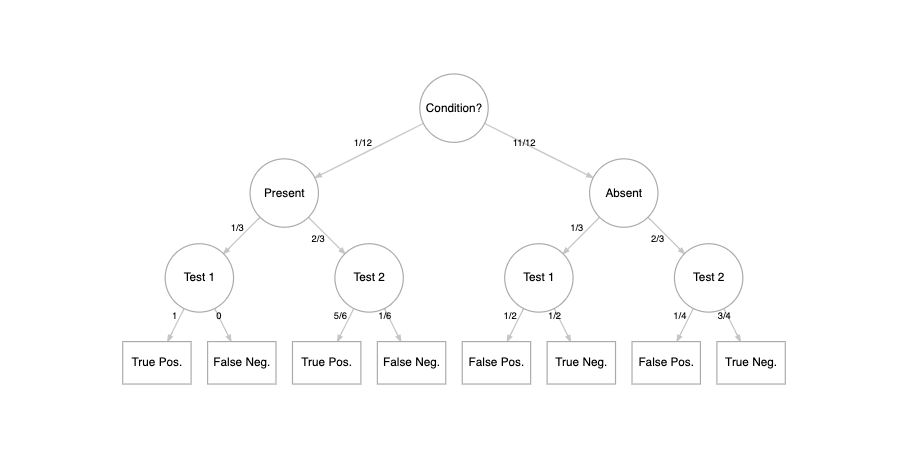 Condition?
1/12
11/12
Present
Absent
1/3
2/3
1/3
2/3
Test 1
Test 2
Test 1
Test 2
1
0
5/6
1/6
1/2
1/2
1/4
3/4
True Pos.
False Neg.
True Pos.
False Neg.
False Pos.
True Neg.
False Pos.
True Neg.